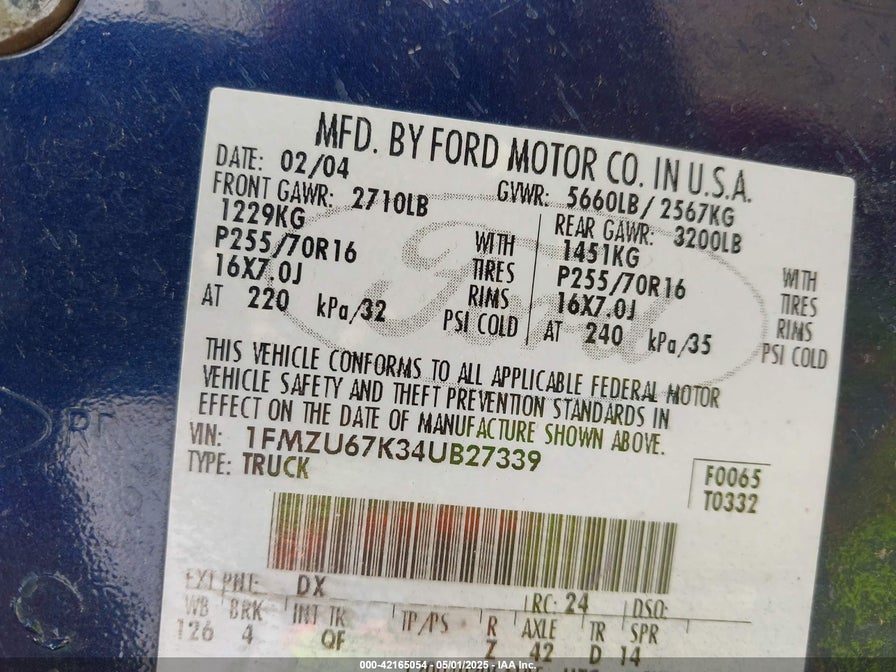 MFD. BY FORD MOTOR CO. IN U.S.A.
DATE: 02/04 GVWR: 5660LB/2567KG
FRONT GAWR: 2710LB REAR GAWR: 3200LB
1229KG WITH 1451KG WITH
P255/70R16 TIRES P255/70R16 TIRES
16X7.0J RIMS 16X7.0J RIMS
AT 220 kPa/32 PSI COLD AT 240 kPa/35 PSI COLD
Ford
THIS VEHICLE CONFORMS TO ALL APPLICABLE FEDERAL MOTOR
VEHICLE SAFETY AND THEFT PREVENTION STANDARDS IN
EFFECT ON THE DATE OF MANUFACTURE SHOWN ABOVE.
VIN: 1FMZU67K34UB27339
TYPE: TRUCK
F0065
T0332
EXT PNT: DX RC: 24 DSO:
WB BRK INT TR TP/PS R AXLE TR SPR
126 4 QF Z 42 D 14
000-42165054 - 05/01/2025 - IAA Inc.